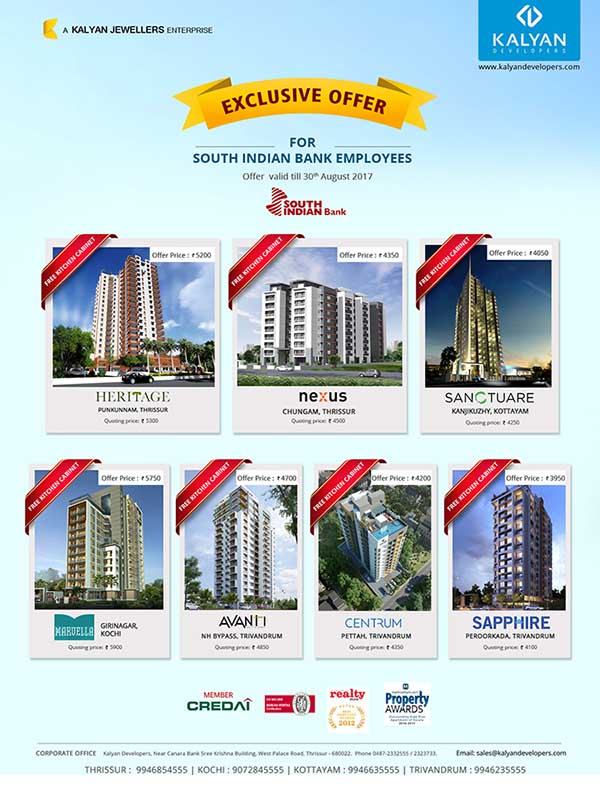 A KALYAN JEWELLERS ENTERPRISE
KALYAN
DEVELOPERS
www.kalyandevelopers.com
EXCLUSIVE OFFER
FOR
SOUTH INDIAN BANK EMPLOYEES
Offer valid till 30th August 2017
SOUTH
INDIAN Bank
FREE KITCHEN CABINET
Offer Price : ₹ 5200
HERITAGE
PUNKUNNAM, THRISSUR
Quoting price: ₹ 5300
FREE KITCHEN CABINET
Offer Price : ₹ 4350
nexus
CHUNGAM, THRISSUR
Quoting price: ₹ 4500
FREE KITCHEN CABINET
Offer Price : ₹ 4050
SANCTUARE
KANJIKUZHY, KOTTAYAM
Quoting price: ₹ 4250
FREE KITCHEN CABINET
Offer Price : ₹ 5750
MARVELLA
GIRINAGAR,
KOCHI
Quoting price: ₹ 5900
FREE KITCHEN CABINET
Offer Price : ₹ 4700
AVANTI
NH BYPASS, TRIVANDRUM
Quoting price: ₹ 4850
FREE KITCHEN CABINET
Offer Price : ₹ 4200
CENTRUM
PETTAH, TRIVANDRUM
Quoting price: ₹ 4350
FREE KITCHEN CABINET
Offer Price : ₹ 3950
SAPPHIRE
PEROORKADA, TRIVANDRUM
Quoting price: ₹ 4100
MEMBER
CREDAI
BUREAU VERITAS
Certification
realty
2012
Property
AWARDS
CORPORATE OFFICE Kalyan Developers, Near Canara Bank Sree Krishna Building, West Palace Road, Thrissur - 680022, Phone 0487-2332555 / 2323733.
Email: sales@kalyandevelopers.com
THRISSUR : 9946854555 | KOCHI : 9072845555 | KOTTAYAM : 9946635555 | TRIVANDRUM : 9946235555